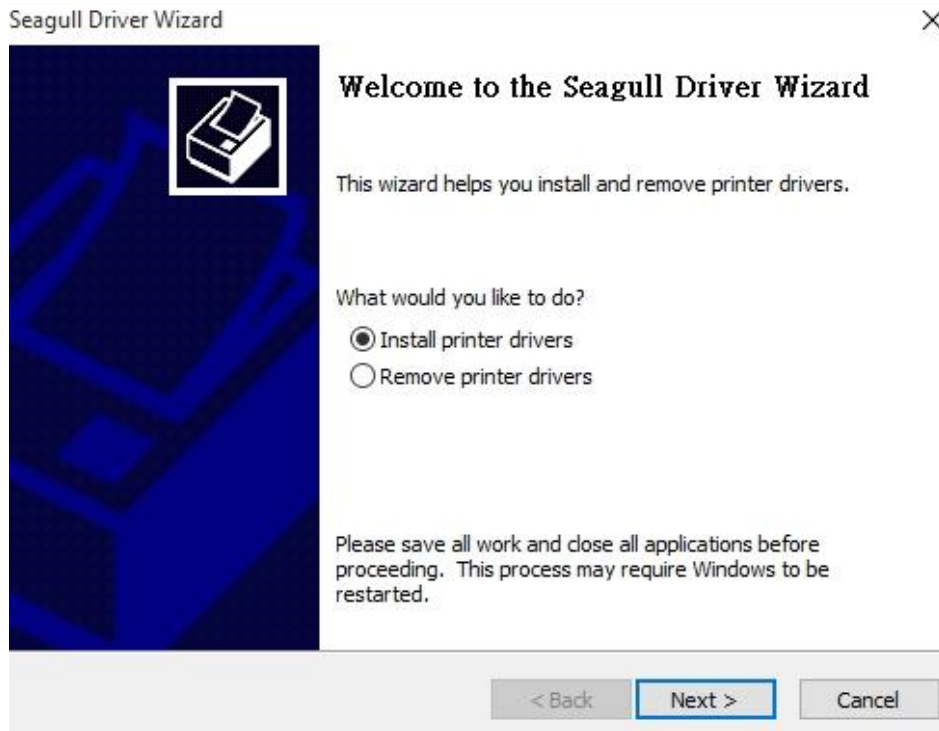 Seagull Driver Wizard
Welcome to the Seagull Driver Wizard
This wizard helps you install and remove printer drivers.
What would you like to do?
Install printer drivers
Remove printer drivers
Please save all work and close all applications before
proceeding. This process may require Windows to be
restarted.
< Back Next > Cancel